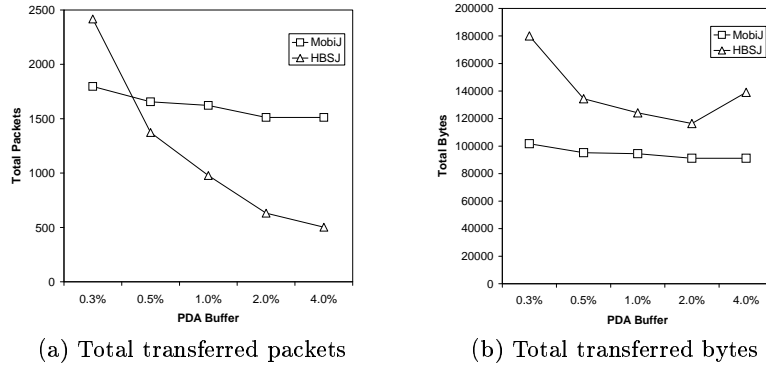 2500
2000
1500
1000
500
0
Total Packets
MobiJ
HBSJ
0.3% 0.5% 1.0% 2.0% 4.0%
PDA Buffer
(a) Total transferred packets
200000
180000
160000
140000
120000
100000
80000
60000
40000
20000
0
Total Bytes
MobiJ
HBSJ
0.3% 0.5% 1.0% 2.0% 4.0%
PDA Buffer
(b) Total transferred bytes